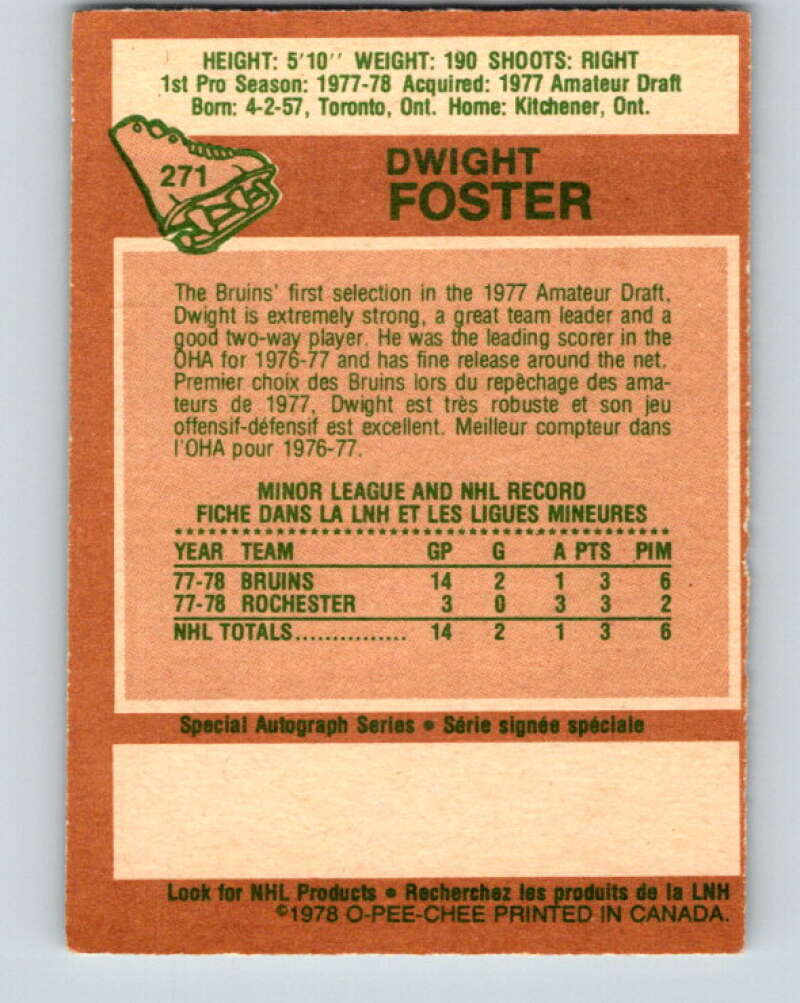 HEIGHT: 5'10'' WEIGHT: 190 SHOOTS: RIGHT
1st Pro Season: 1977-78 Acquired: 1977 Amateur Draft
Born: 4-2-57, Toronto, Ont. Home: Kitchener, Ont.
271
DWIGHT
FOSTER
The Bruins' first selection in the 1977 Amateur Draft,
Dwight is extremely strong, a great team leader and a
good two-way player. He was the leading scorer in the
OHA for 1976-77 and has fine release around the net.
Premier choix des Bruins lors du repêchage des ama-
teurs de 1977, Dwight est très robuste et son jeu
offensif-défensif est excellent. Meilleur compteur dans
l'OHA pour 1976-77.
MINOR LEAGUE AND NHL RECORD
FICHE DANS LA LNH ET LES LIGUES MINEURES
YEAR TEAM GP G A PTS PIM
77-78 BRUINS 14 2 1 3 6
77-78 ROCHESTER 3 0 3 3 2
NHL TOTALS............... 14 2 1 3 6
Special Autograph Series • Série signée spéciale
Look for NHL Products • Recherchez les produits de la LNH
©1978 O-PEE-CHEE PRINTED IN CANADA.